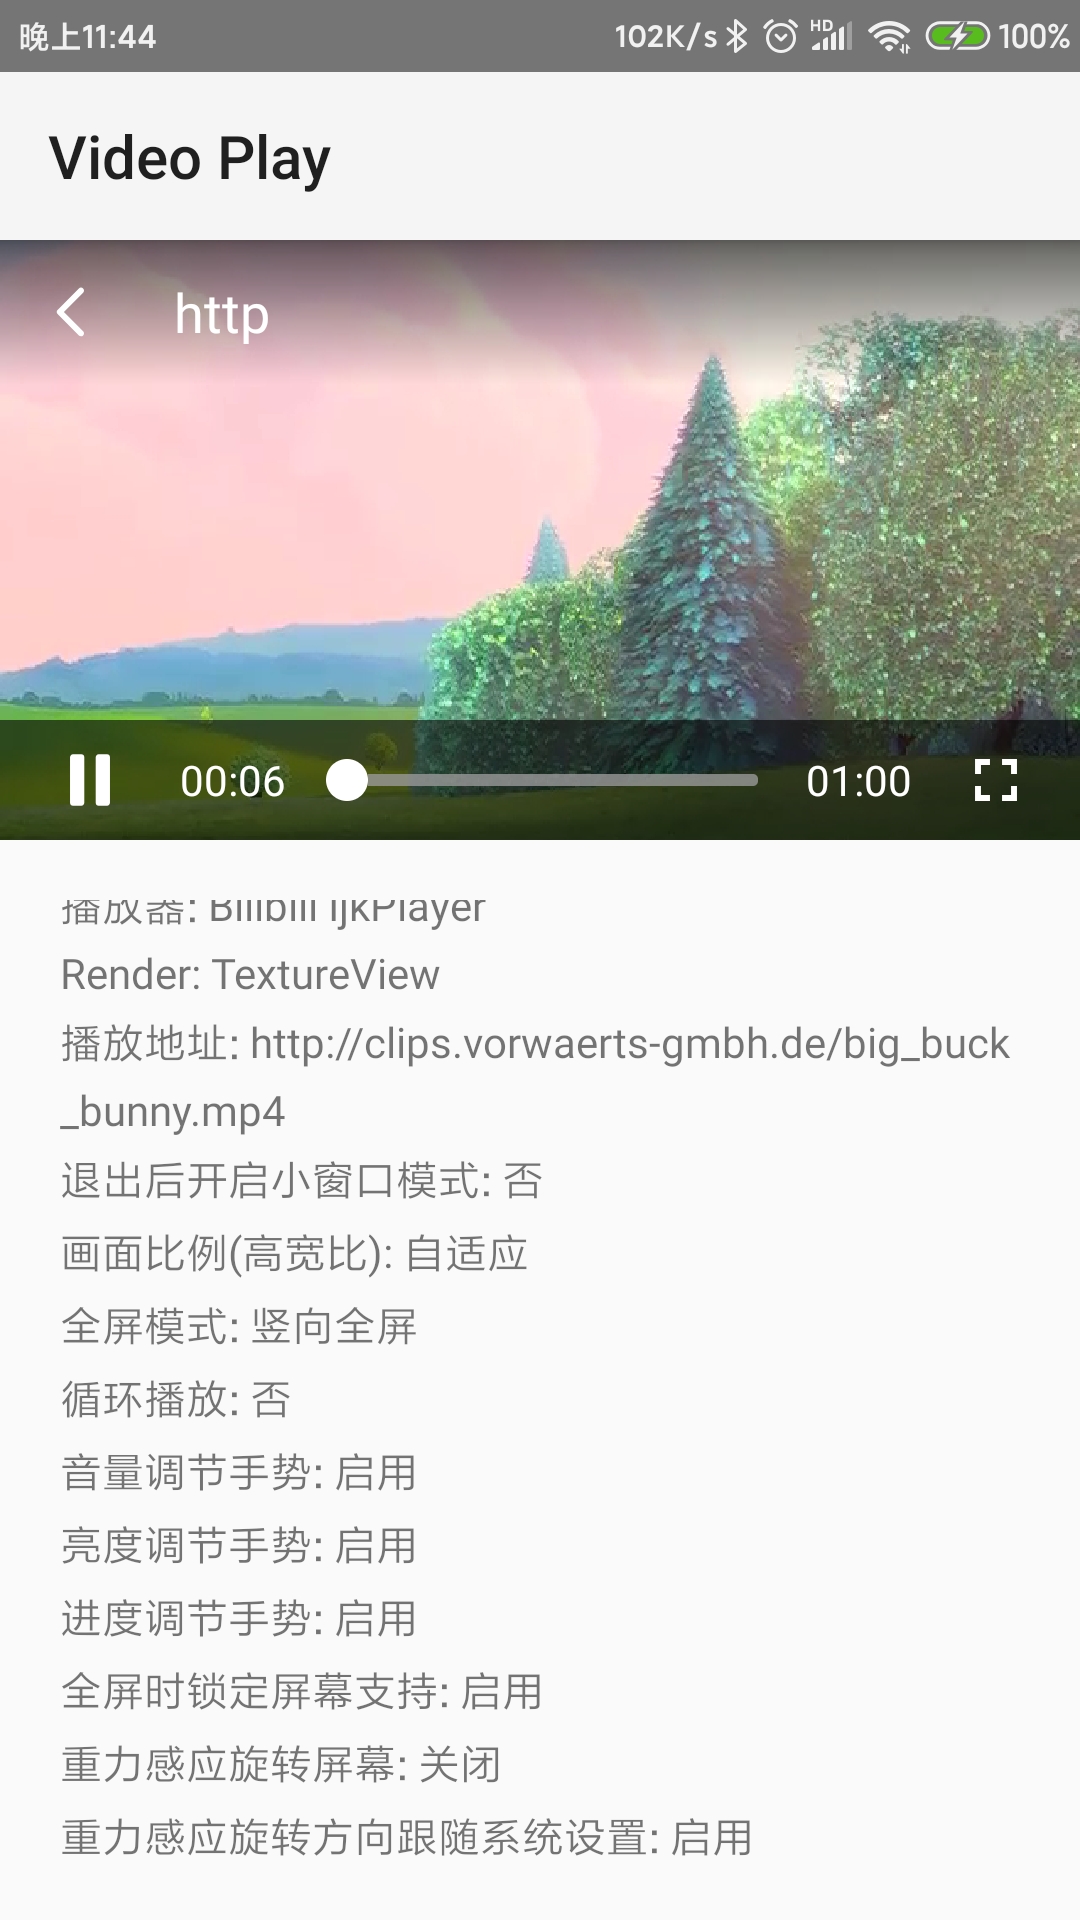 晚上11:44
102K/s
HD
100%
Video Play
http
00:06
01:00
播放器: Bilibili ijkPlayer
Render: TextureView
播放地址: http://clips.vorwaerts-gmbh.de/big_buck
_bunny.mp4
退出后开启小窗口模式: 否
画面比例(高宽比): 自适应
全屏模式: 竖向全屏
循环播放: 否
音量调节手势: 启用
亮度调节手势: 启用
进度调节手势: 启用
全屏时锁定屏幕支持: 启用
重力感应旋转屏幕: 关闭
重力感应旋转方向跟随系统设置: 启用